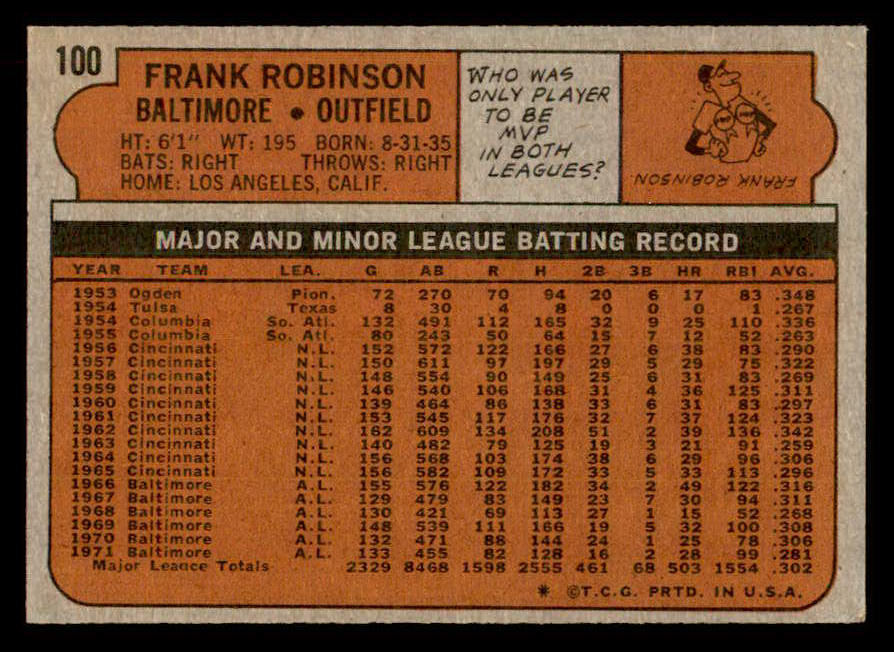 100
FRANK ROBINSON
BALTIMORE • OUTFIELD
HT: 6'1" WT: 195 BORN: 8-31-35
BATS: RIGHT THROWS: RIGHT
HOME: LOS ANGELES, CALIF.
WHO WAS
ONLY PLAYER
TO BE
MVP
IN BOTH
LEAGUES?
FRANK ROBINSON
MAJOR AND MINOR LEAGUE BATTING RECORD
YEAR TEAM LEA. G AB R H 2B 3B HR RBI AVG.
1953 Ogden Pion. 72 270 70 94 20 6 17 83 .348
1954 Tulsa Texas 8 30 4 8 0 0 0 1 .267
1954 Columbia So. Atl. 132 491 112 165 32 9 25 110 .336
1955 Columbia So. Atl. 80 243 50 64 15 7 12 52 .263
1956 Cincinnati N.L. 152 572 122 166 27 6 38 83 .290
1957 Cincinnati N.L. 150 611 97 197 29 5 29 75 .322
1958 Cincinnati N.L. 148 554 90 149 25 6 31 83 .269
1959 Cincinnati N.L. 146 540 106 168 31 4 36 125 .311
1960 Cincinnati N.L. 139 464 86 138 33 6 31 83 .297
1961 Cincinnati N.L. 153 545 117 176 32 7 37 124 .323
1962 Cincinnati N.L. 162 609 134 208 51 2 39 136 .342
1963 Cincinnati N.L. 140 482 79 125 19 3 21 91 .259
1964 Cincinnati N.L. 156 568 103 174 38 6 29 96 .306
1965 Cincinnati N.L. 156 582 109 172 33 5 33 113 .296
1966 Baltimore A.L. 155 576 122 182 34 2 49 122 .316
1967 Baltimore A.L. 129 479 83 149 23 7 30 94 .311
1968 Baltimore A.L. 130 421 69 113 27 1 15 52 .268
1969 Baltimore A.L. 148 539 111 166 19 5 32 100 .308
1970 Baltimore A.L. 132 471 88 144 24 1 25 78 .306
1971 Baltimore A.L. 133 455 82 128 16 2 28 99 .281
Major League Totals 2329 8468 1598 2555 461 68 503 1554 .302
* ©T.C.G. PRTD. IN U.S.A.